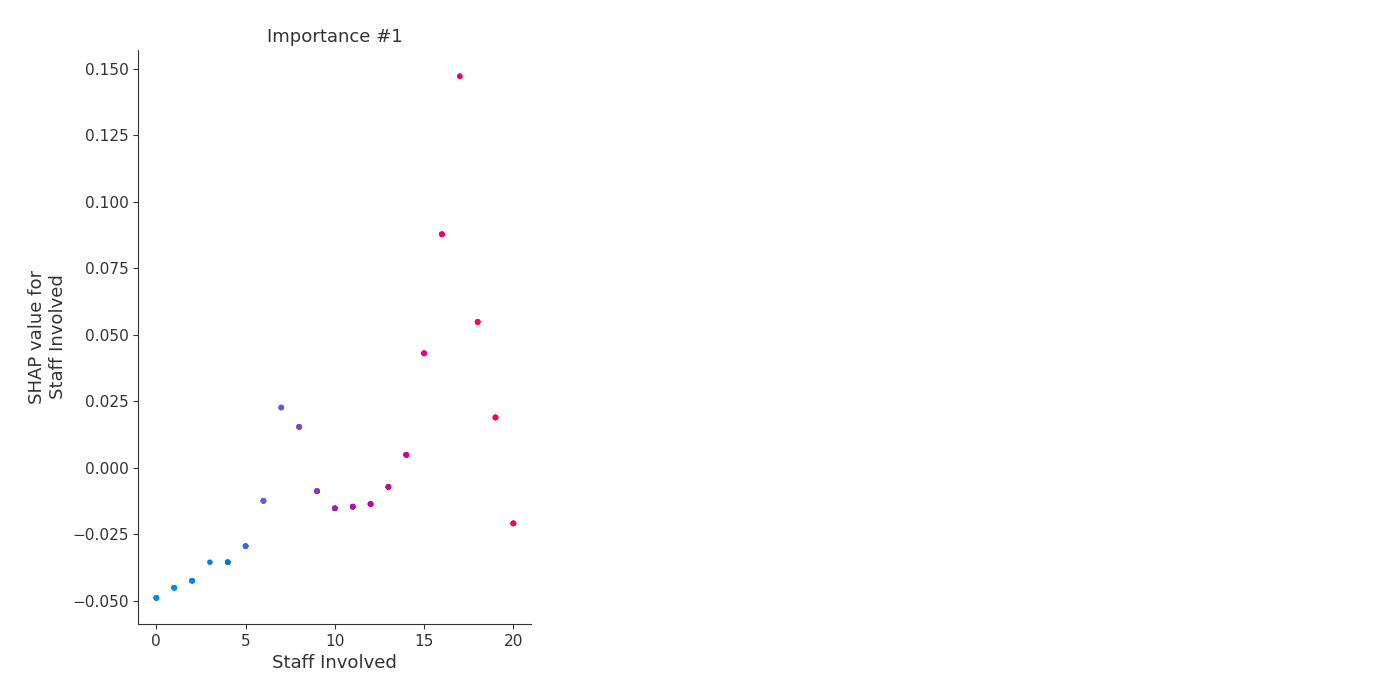 Importance #1
0.150
0.125
0.100
0.075
0.050
0.025
0.000
−0.025
−0.050
SHAP value for
Staff Involved
0 5 10 15 20
Staff Involved